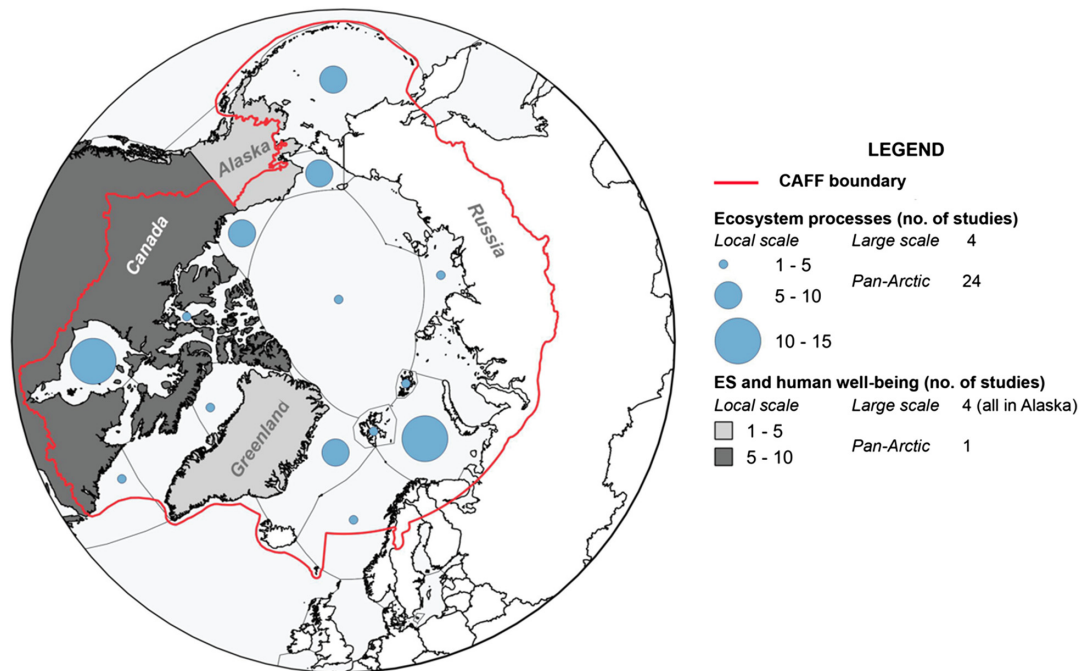 Alaska
Canada
Russia
Greenland
LEGEND
CAFF boundary
Ecosystem processes (no. of studies)
Local scale Large scale 4
1 - 5
Pan-Arctic 24
5 - 10
10 - 15
ES and human well-being (no. of studies)
Local scale Large scale 4 (all in Alaska)
1 - 5
Pan-Arctic 1
5 - 10